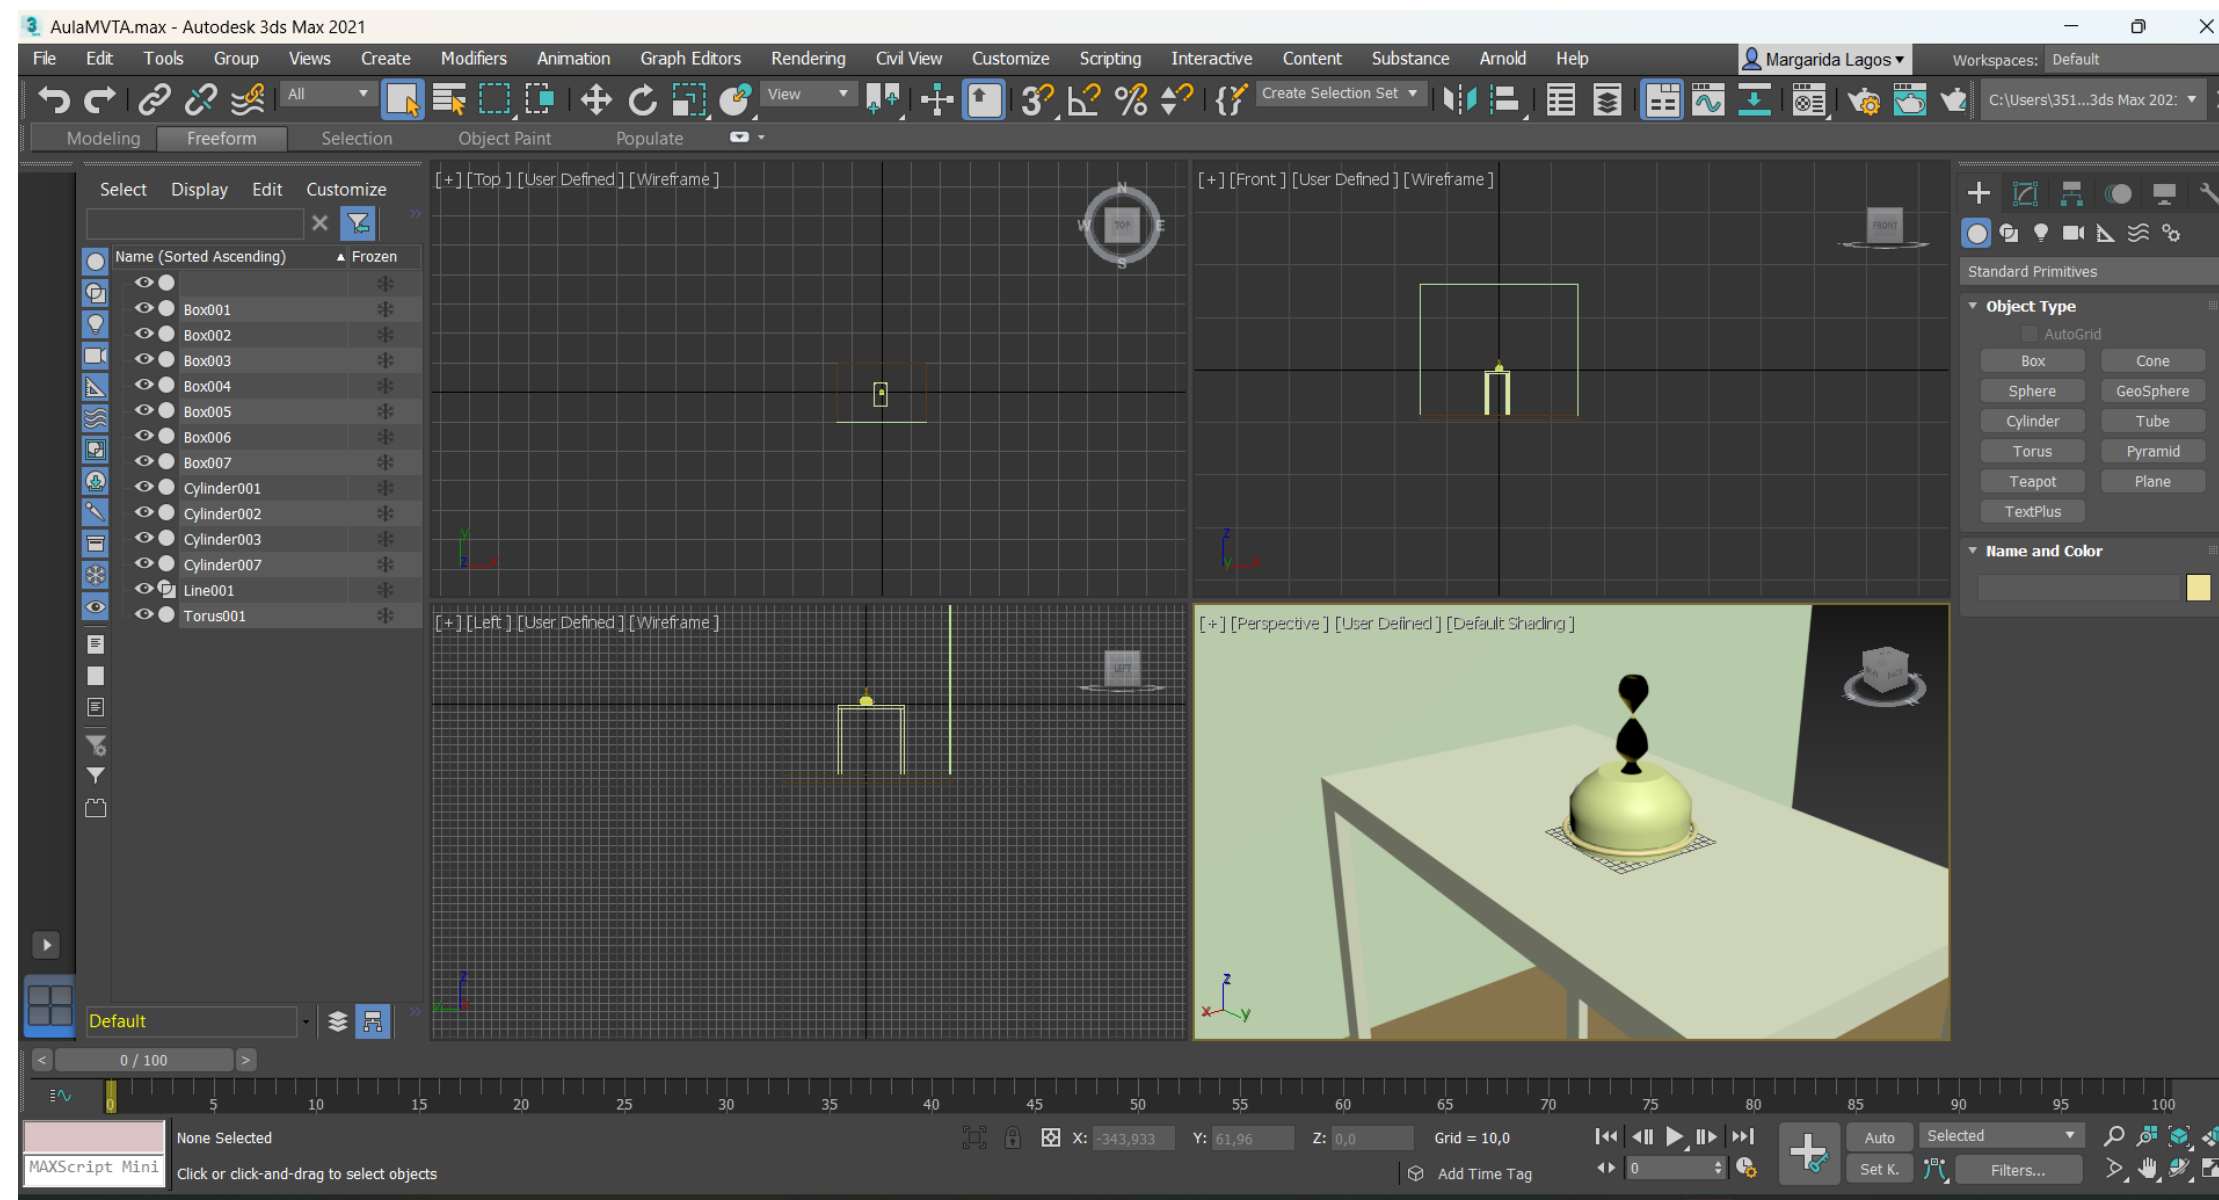 AulaMVTA.max - Autodesk 3ds Max 2021
File Edit Tools Group Views Create Modifiers Animation Graph Editors Rendering Civil View Customize Scripting Interactive Content Substance Arnold Help Margarida Lagos Workspaces: Default
All View Create Selection Set C:\Users\351...3ds Max 202:
Modeling Freeform Selection Object Paint Populate
Select Display Edit Customize
Name (Sorted Ascending) Frozen
Box001
Box002
Box003
Box004
Box005
Box006
Box007
Cylinder001
Cylinder002
Cylinder003
Cylinder007
Line001
Torus001
Default
[+] [Top ] [User Defined ] [Wireframe ]
N
W TOP E
S
y
z x
[+] [Front ] [User Defined ] [Wireframe ]
FRONT
z
y x
[+] [Left ] [User Defined ] [Wireframe ]
LEFT
z
y x
[+] [Perspective ] [User Defined ] [Default Shading ]
z
x y
Standard Primitives
Object Type
AutoGrid
Box Cone
Sphere GeoSphere
Cylinder Tube
Torus Pyramid
Teapot Plane
TextPlus
Name and Color
< 0 / 100 >
0 5 10 15 20 25 30 35 40 45 50 55 60 65 70 75 80 85 90 95 100
None Selected X: -343,933 Y: 61,96 Z: 0,0 Grid = 10,0 Auto Selected
MAXScript Mini Click or click-and-drag to select objects Add Time Tag 0 Set K. Filters...